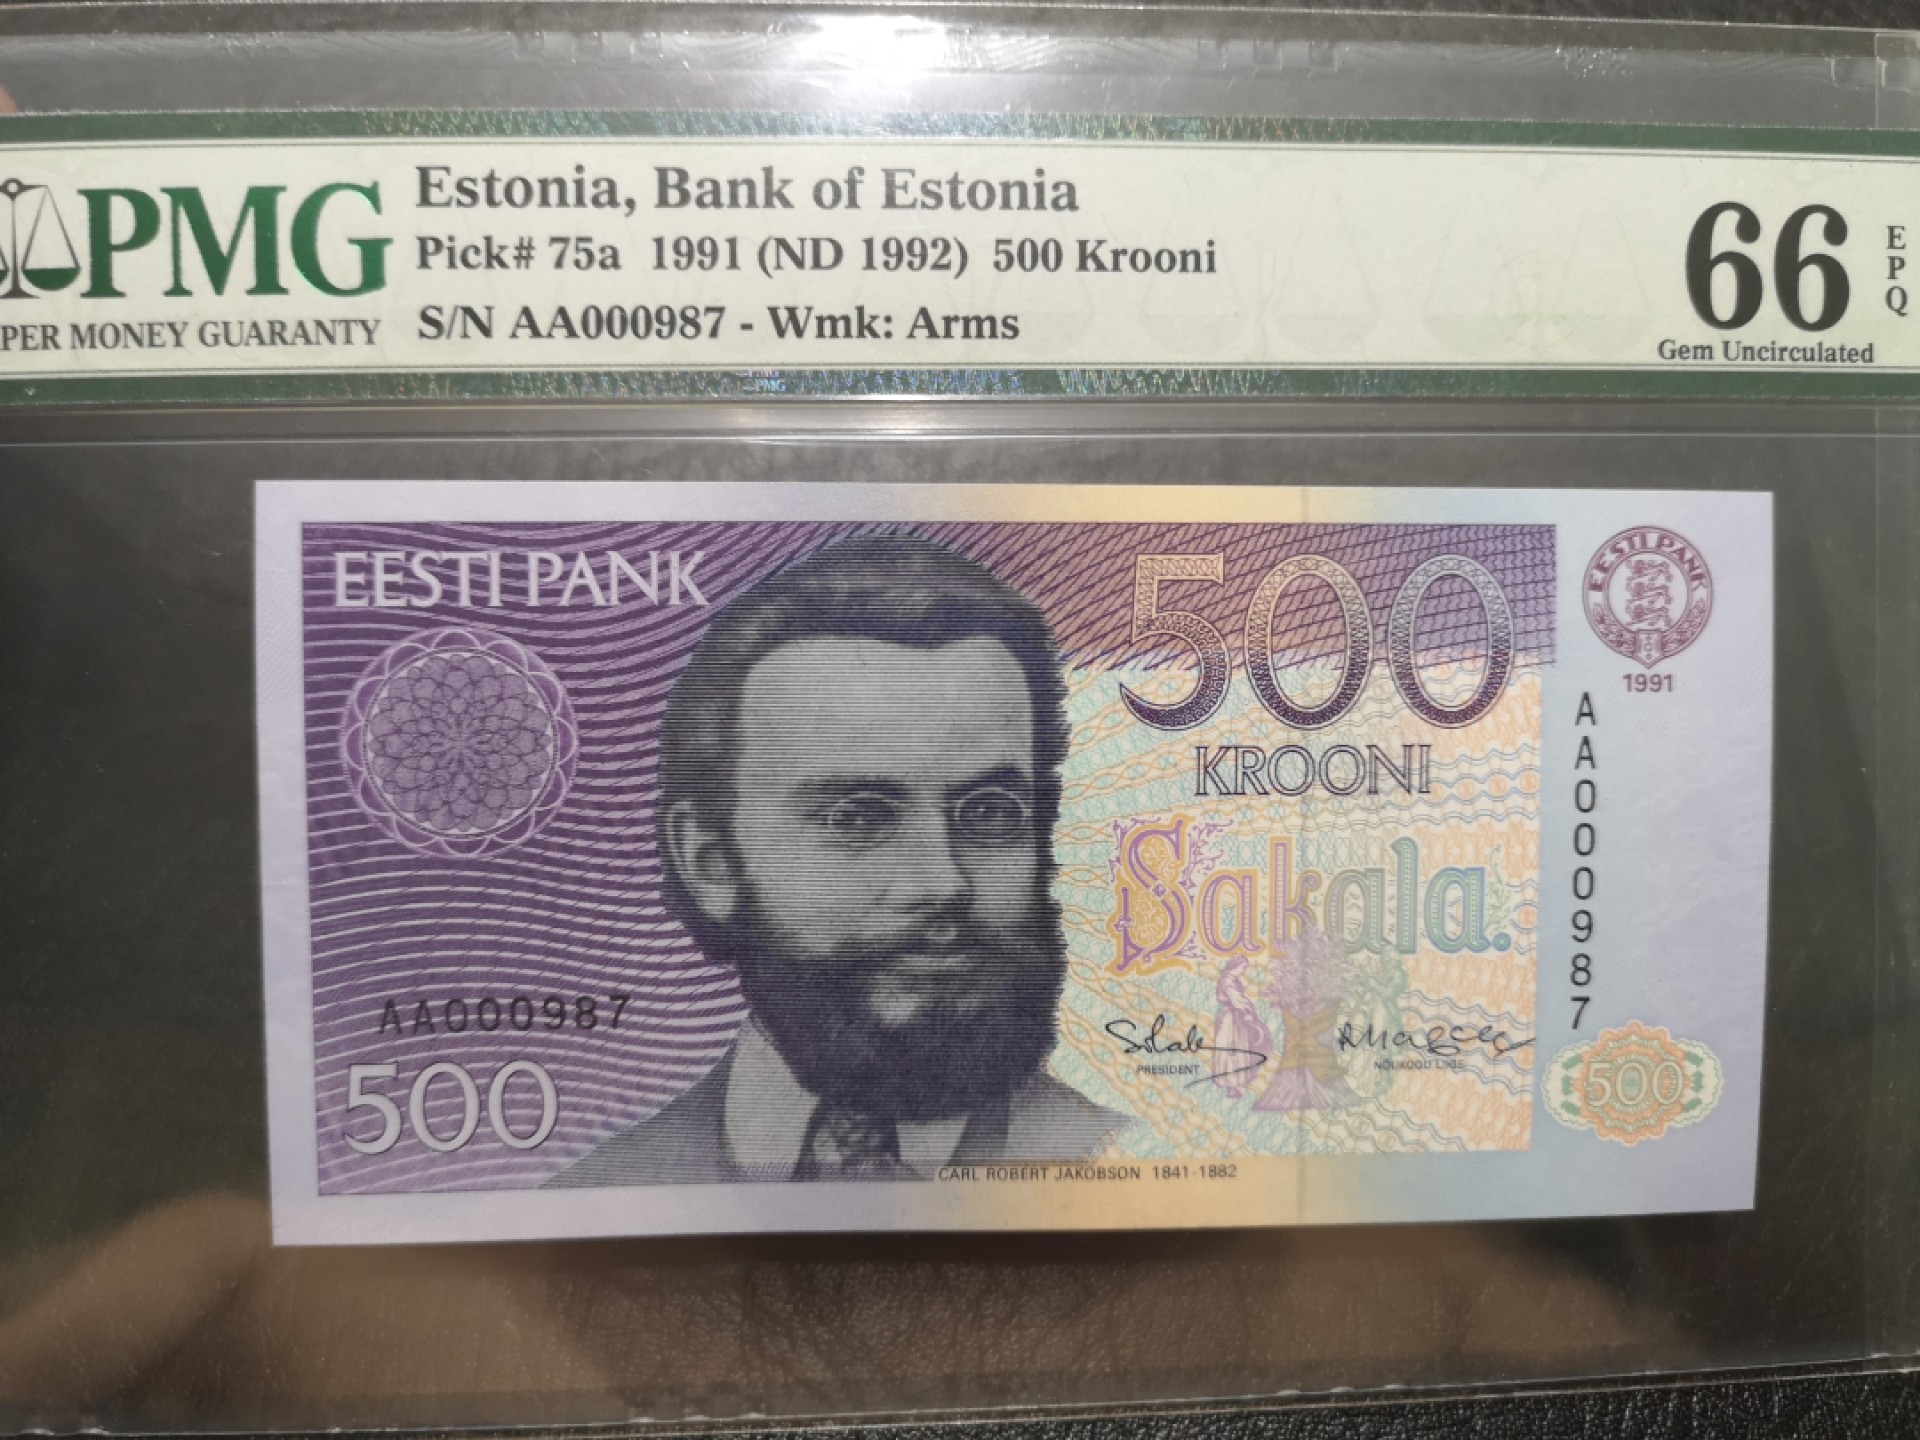 PMG
PER MONEY GUARANTY
Estonia, Bank of Estonia
Pick# 75a 1991 (ND 1992) 500 Krooni
S/N AA000987 - Wmk: Arms
66
EPQ
Gem Uncirculated
EESTI PANK
500
KROONI
EESTI PANK
1991
AA000987
Sakala.
AA000987
500
PRESIDENT
NÕUKOGU LIIGE
500
CARL ROBERT JAKOBSON 1841-1882